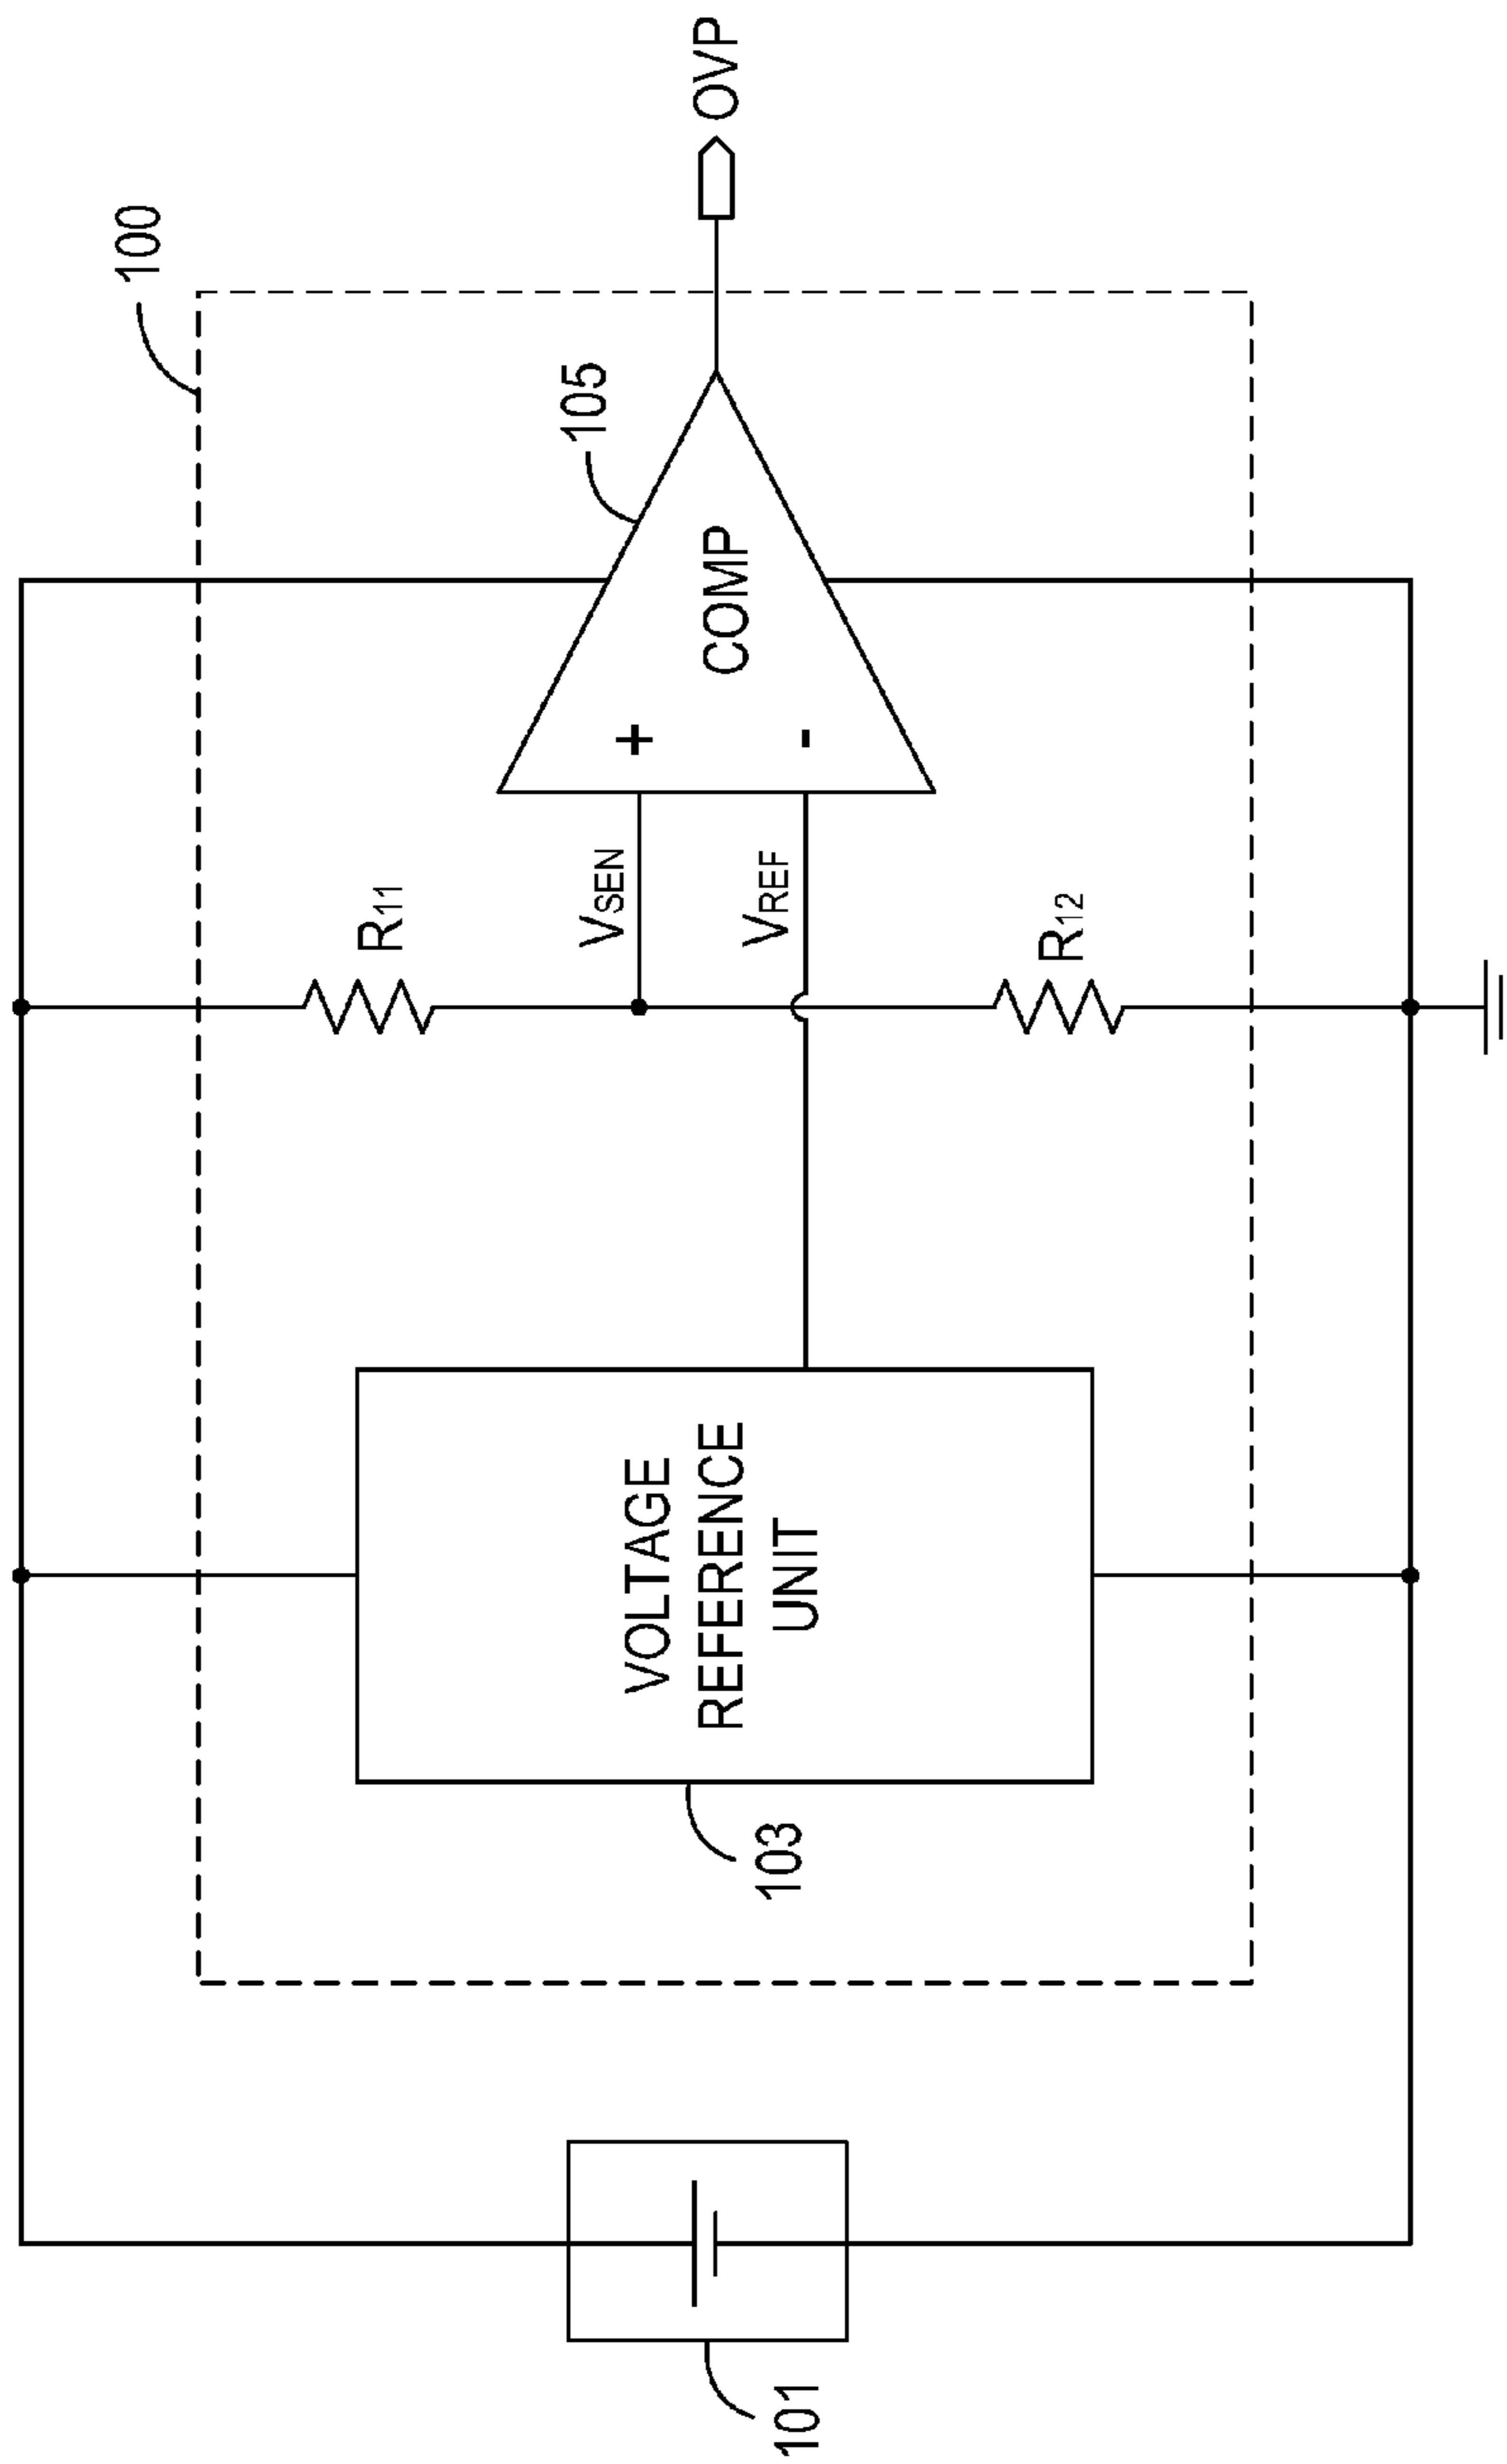 100
105
R11
VSEN
COMP
OVP
+
-
VREF
VOLTAGE
REFERENCE
UNIT
103
101
R12